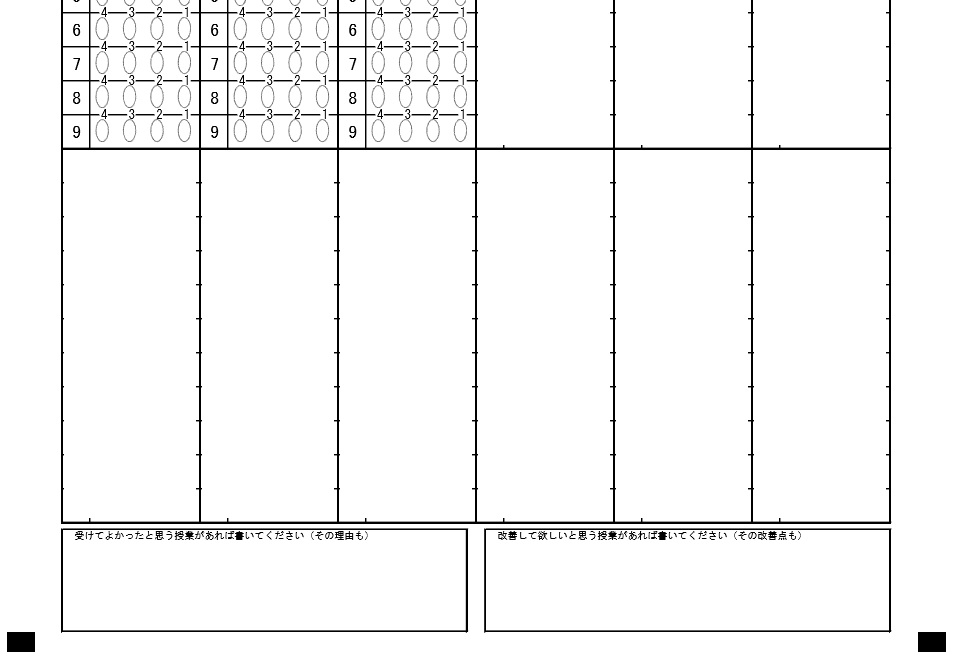 4 3 2 1 4 3 2 1 4 3 2 1
6 6 6
4 3 2 1 4 3 2 1 4 3 2 1
7 7 7
4 3 2 1 4 3 2 1 4 3 2 1
8 8 8
4 3 2 1 4 3 2 1 4 3 2 1
9 9 9
受けてよかったと思う授業があれば書いてください（その理由も）
改善して欲しいと思う授業があれば書いてください（その改善点も）